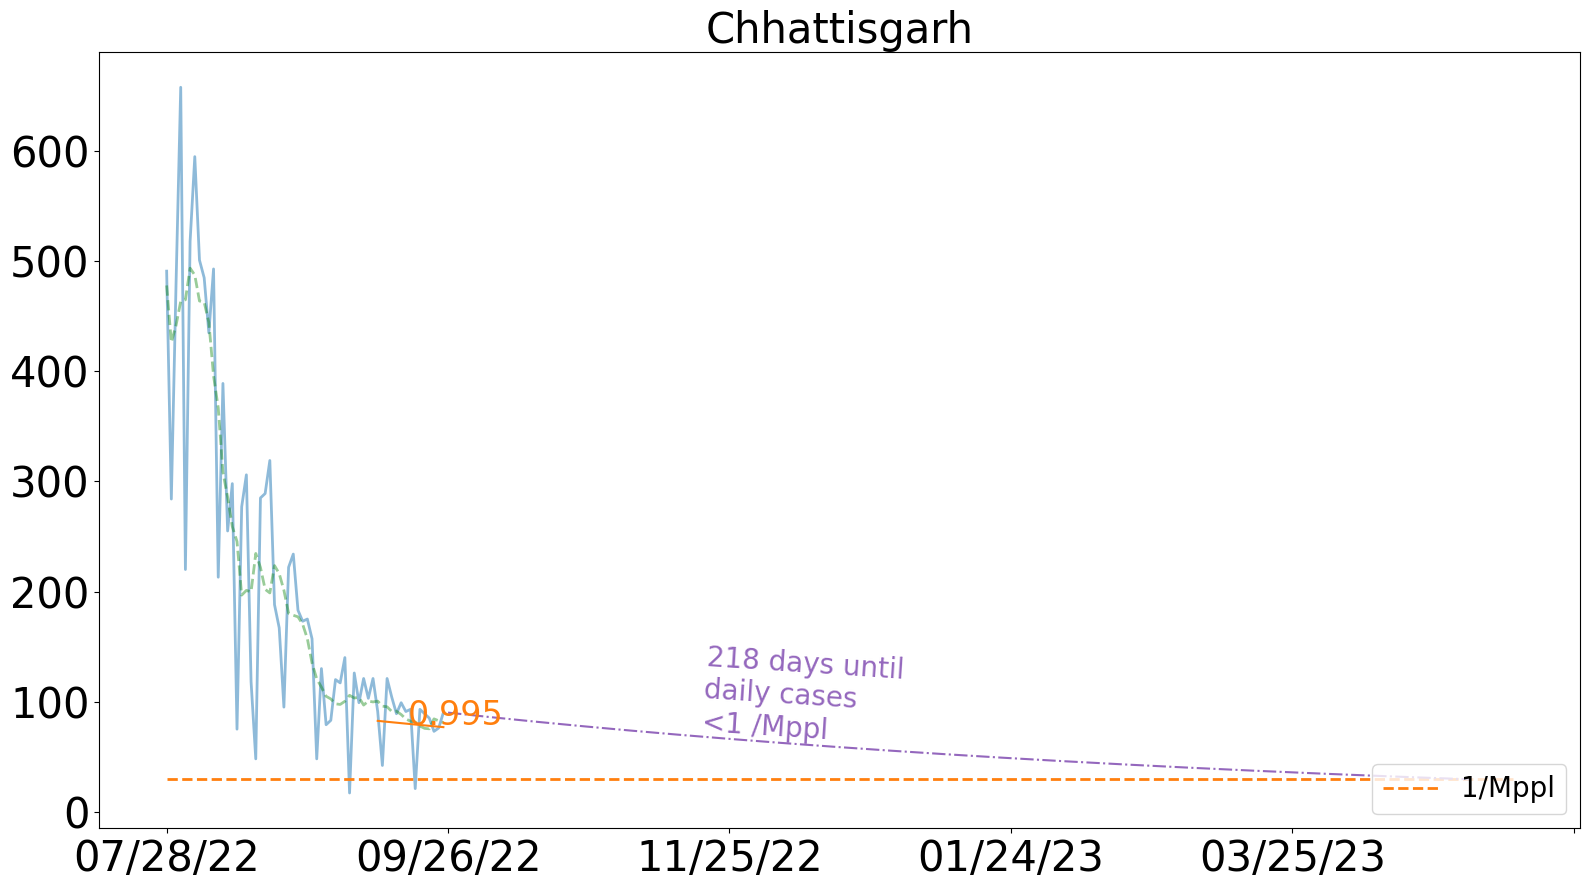 Chhattisgarh
600
500
400
300
200
100
0
0.995
218 days until
daily cases
<1 /Mppl
1/Mppl
07/28/22
09/26/22
11/25/22
01/24/23
03/25/23